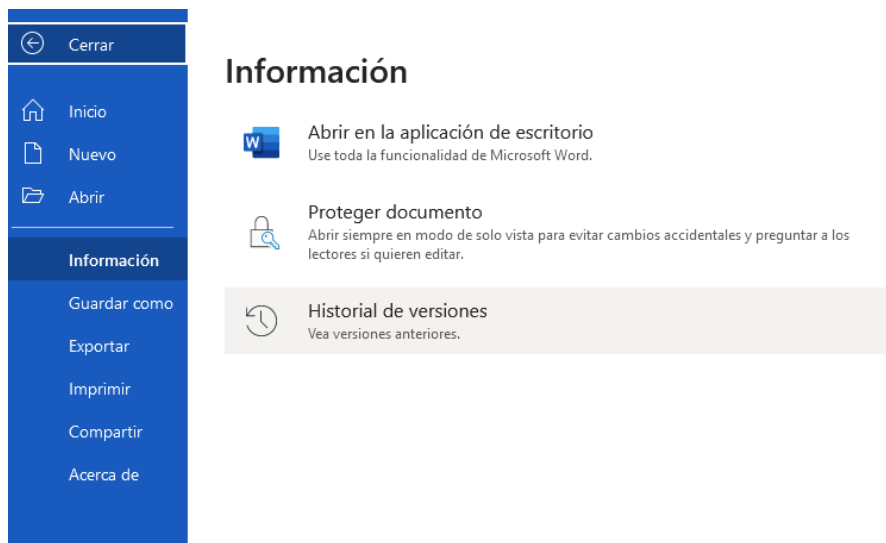 Cerrar
Inicio
Nuevo
Abrir
Información
Guardar como
Exportar
Imprimir
Compartir
Acerca de
Información
W
Abrir en la aplicación de escritorio
Use toda la funcionalidad de Microsoft Word.
Proteger documento
Abrir siempre en modo de solo vista para evitar cambios accidentales y preguntar a los
lectores si quieren editar.
Historial de versiones
Vea versiones anteriores.